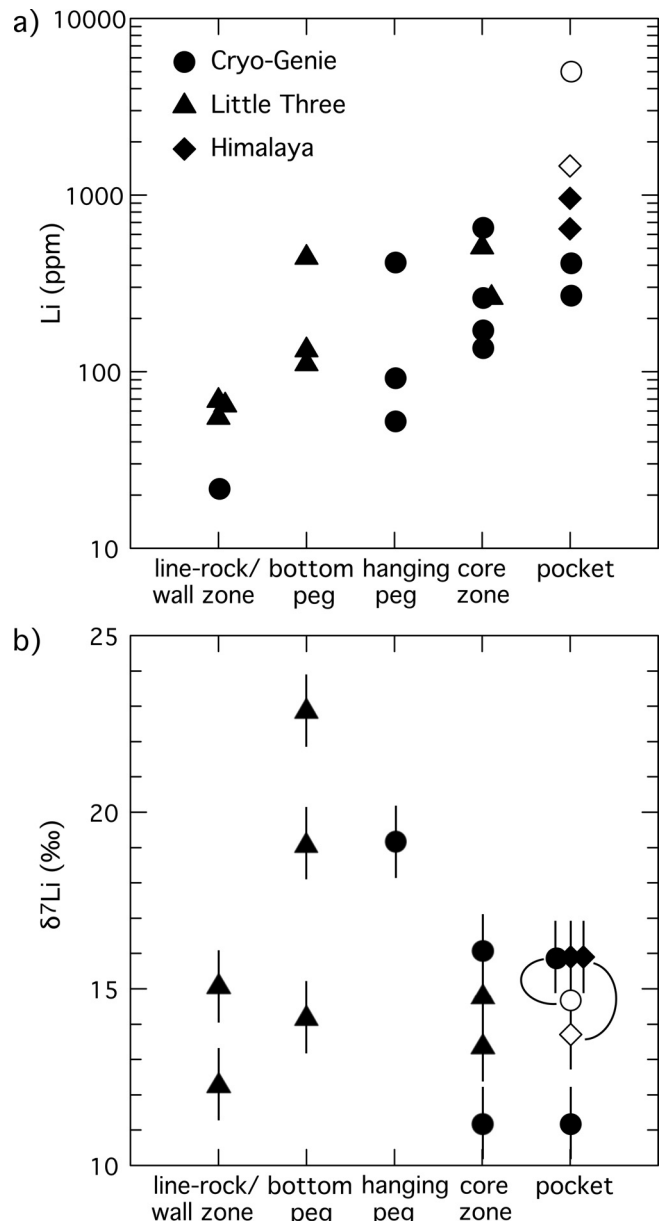 a)
10000
Cryo-Genie
Little Three
Himalaya
1000
Li (ppm)
100
10
line-rock/ bottom hanging core pocket
wall zone peg peg zone
b)
25
20
δ⁷Li (‰)
15
10
line-rock/ bottom hanging core pocket
wall zone peg peg zone